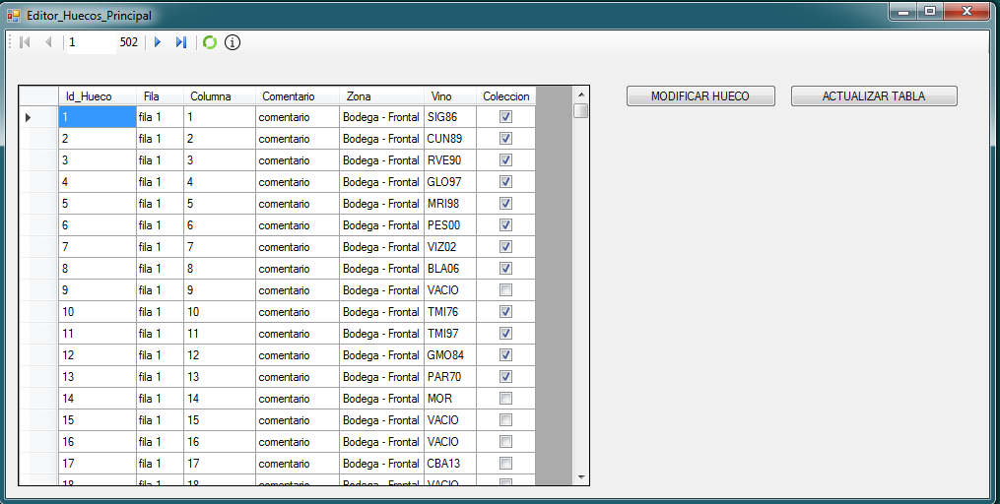 Editor_Huecos_Principal
1 502
Id_Hueco Fila Columna Comentario Zona Vino Coleccion
MODIFICAR HUECO ACTUALIZAR TABLA
1 fila 1 1 comentario Bodega - Frontal SIG86
2 fila 1 2 comentario Bodega - Frontal CUN89
3 fila 1 3 comentario Bodega - Frontal RVE90
4 fila 1 4 comentario Bodega - Frontal GLO97
5 fila 1 5 comentario Bodega - Frontal MRI98
6 fila 1 6 comentario Bodega - Frontal PES00
7 fila 1 7 comentario Bodega - Frontal VIZ02
8 fila 1 8 comentario Bodega - Frontal BLA06
9 fila 1 9 comentario Bodega - Frontal VACIO
10 fila 1 10 comentario Bodega - Frontal TMI76
11 fila 1 11 comentario Bodega - Frontal TMI97
12 fila 1 12 comentario Bodega - Frontal GMO84
13 fila 1 13 comentario Bodega - Frontal PAR70
14 fila 1 14 comentario Bodega - Frontal MOR
15 fila 1 15 comentario Bodega - Frontal VACIO
16 fila 1 16 comentario Bodega - Frontal VACIO
17 fila 1 17 comentario Bodega - Frontal CBA13
18 fila 1 18 comentario Bodega - Frontal VACIO